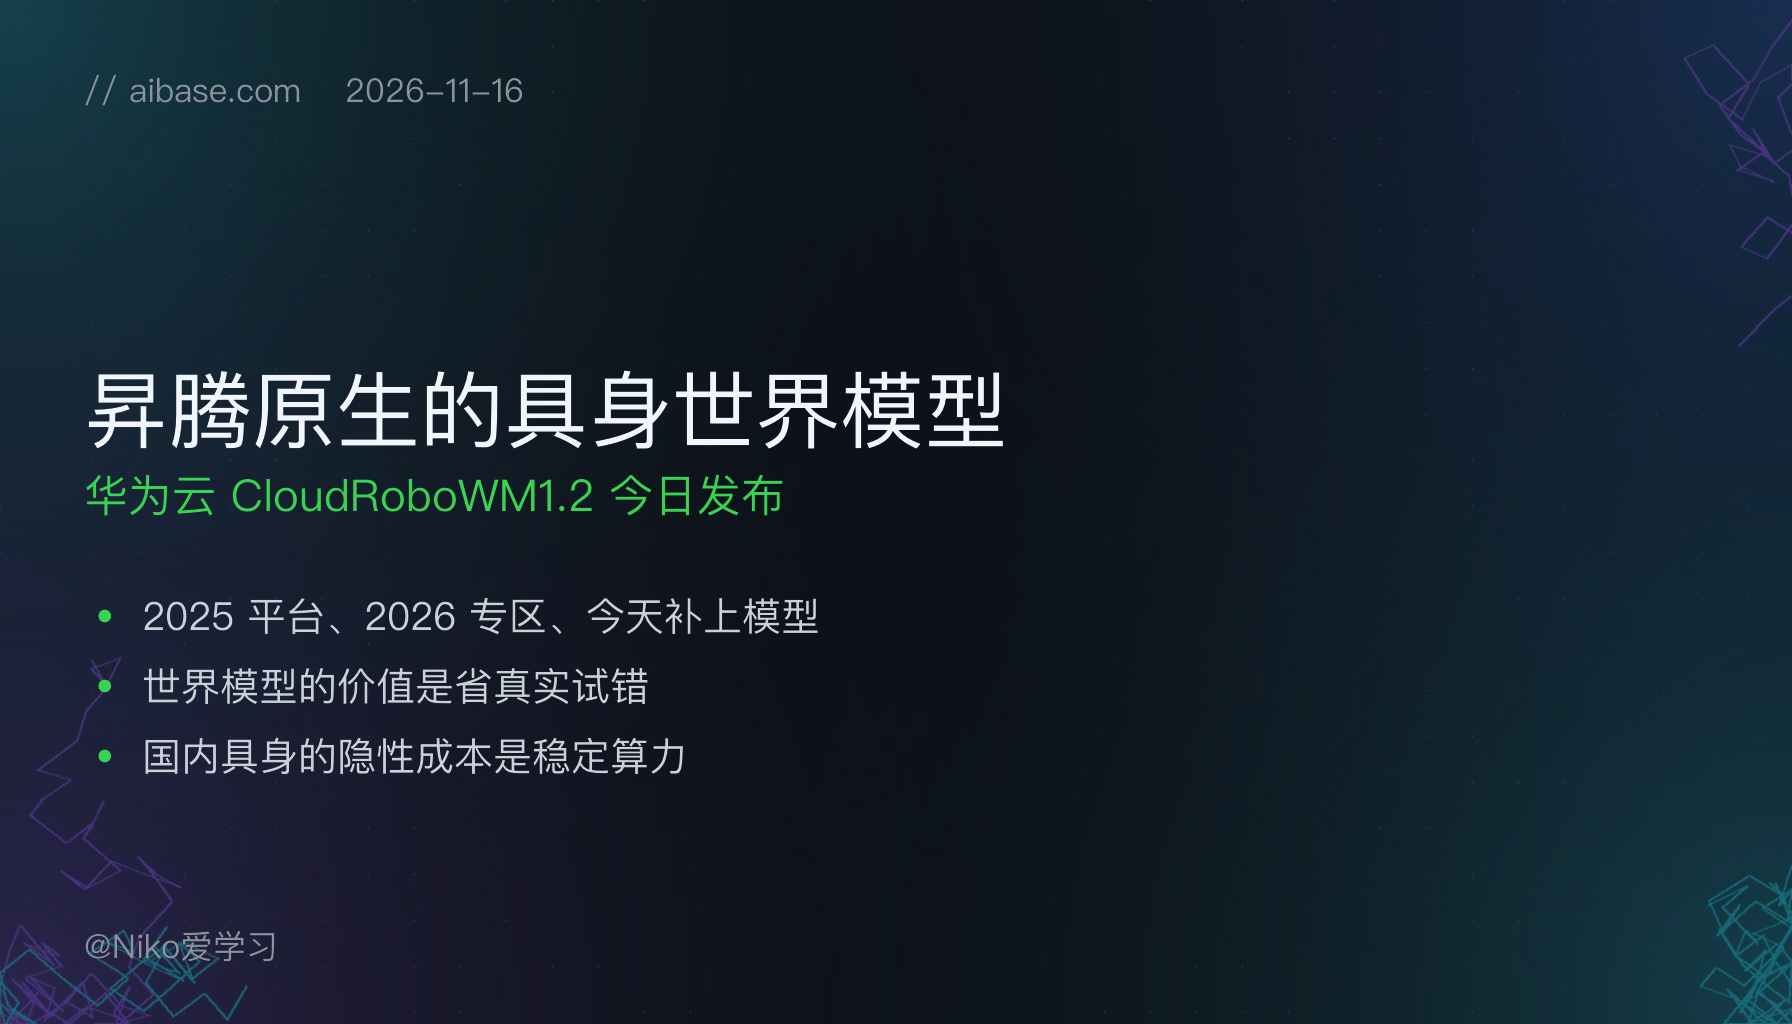 // aibase.com 2026-11-16
昇腾原生的具身世界模型
华为云 CloudRoboWM1.2 今日发布
• 2025 平台、2026 专区、今天补上模型
• 世界模型的价值是省真实试错
• 国内具身的隐性成本是稳定算力
@Niko爱学习